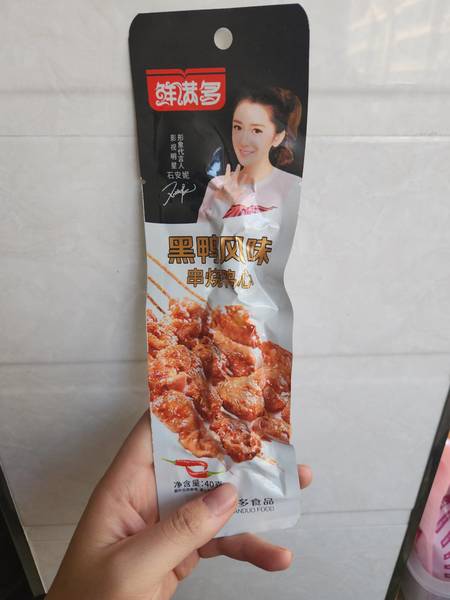 鲜满多
形象代言人
影视明星
石安妮
黑鸭风味
串烧鸭心
净含量:40克
多食品
ANDUO FOOD